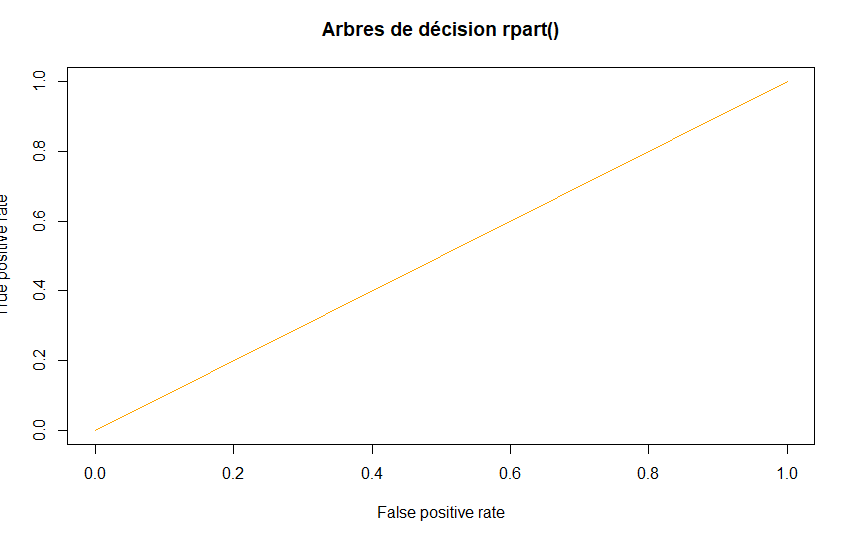 Arbres de décision rpart()
1.0
0.8
0.6
0.4
0.2
0.0
True positive rate
0.0 0.2 0.4 0.6 0.8 1.0
False positive rate